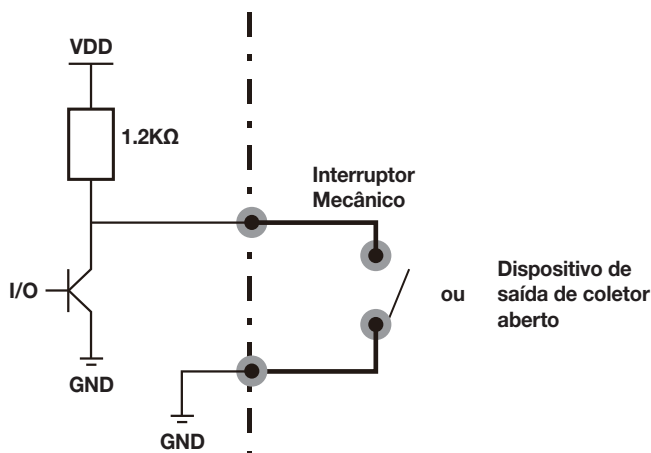 VDD
1.2KΩ
Interruptor
Mecânico
I/O
ou
Dispositivo de
saída de coletor
aberto
GND
GND